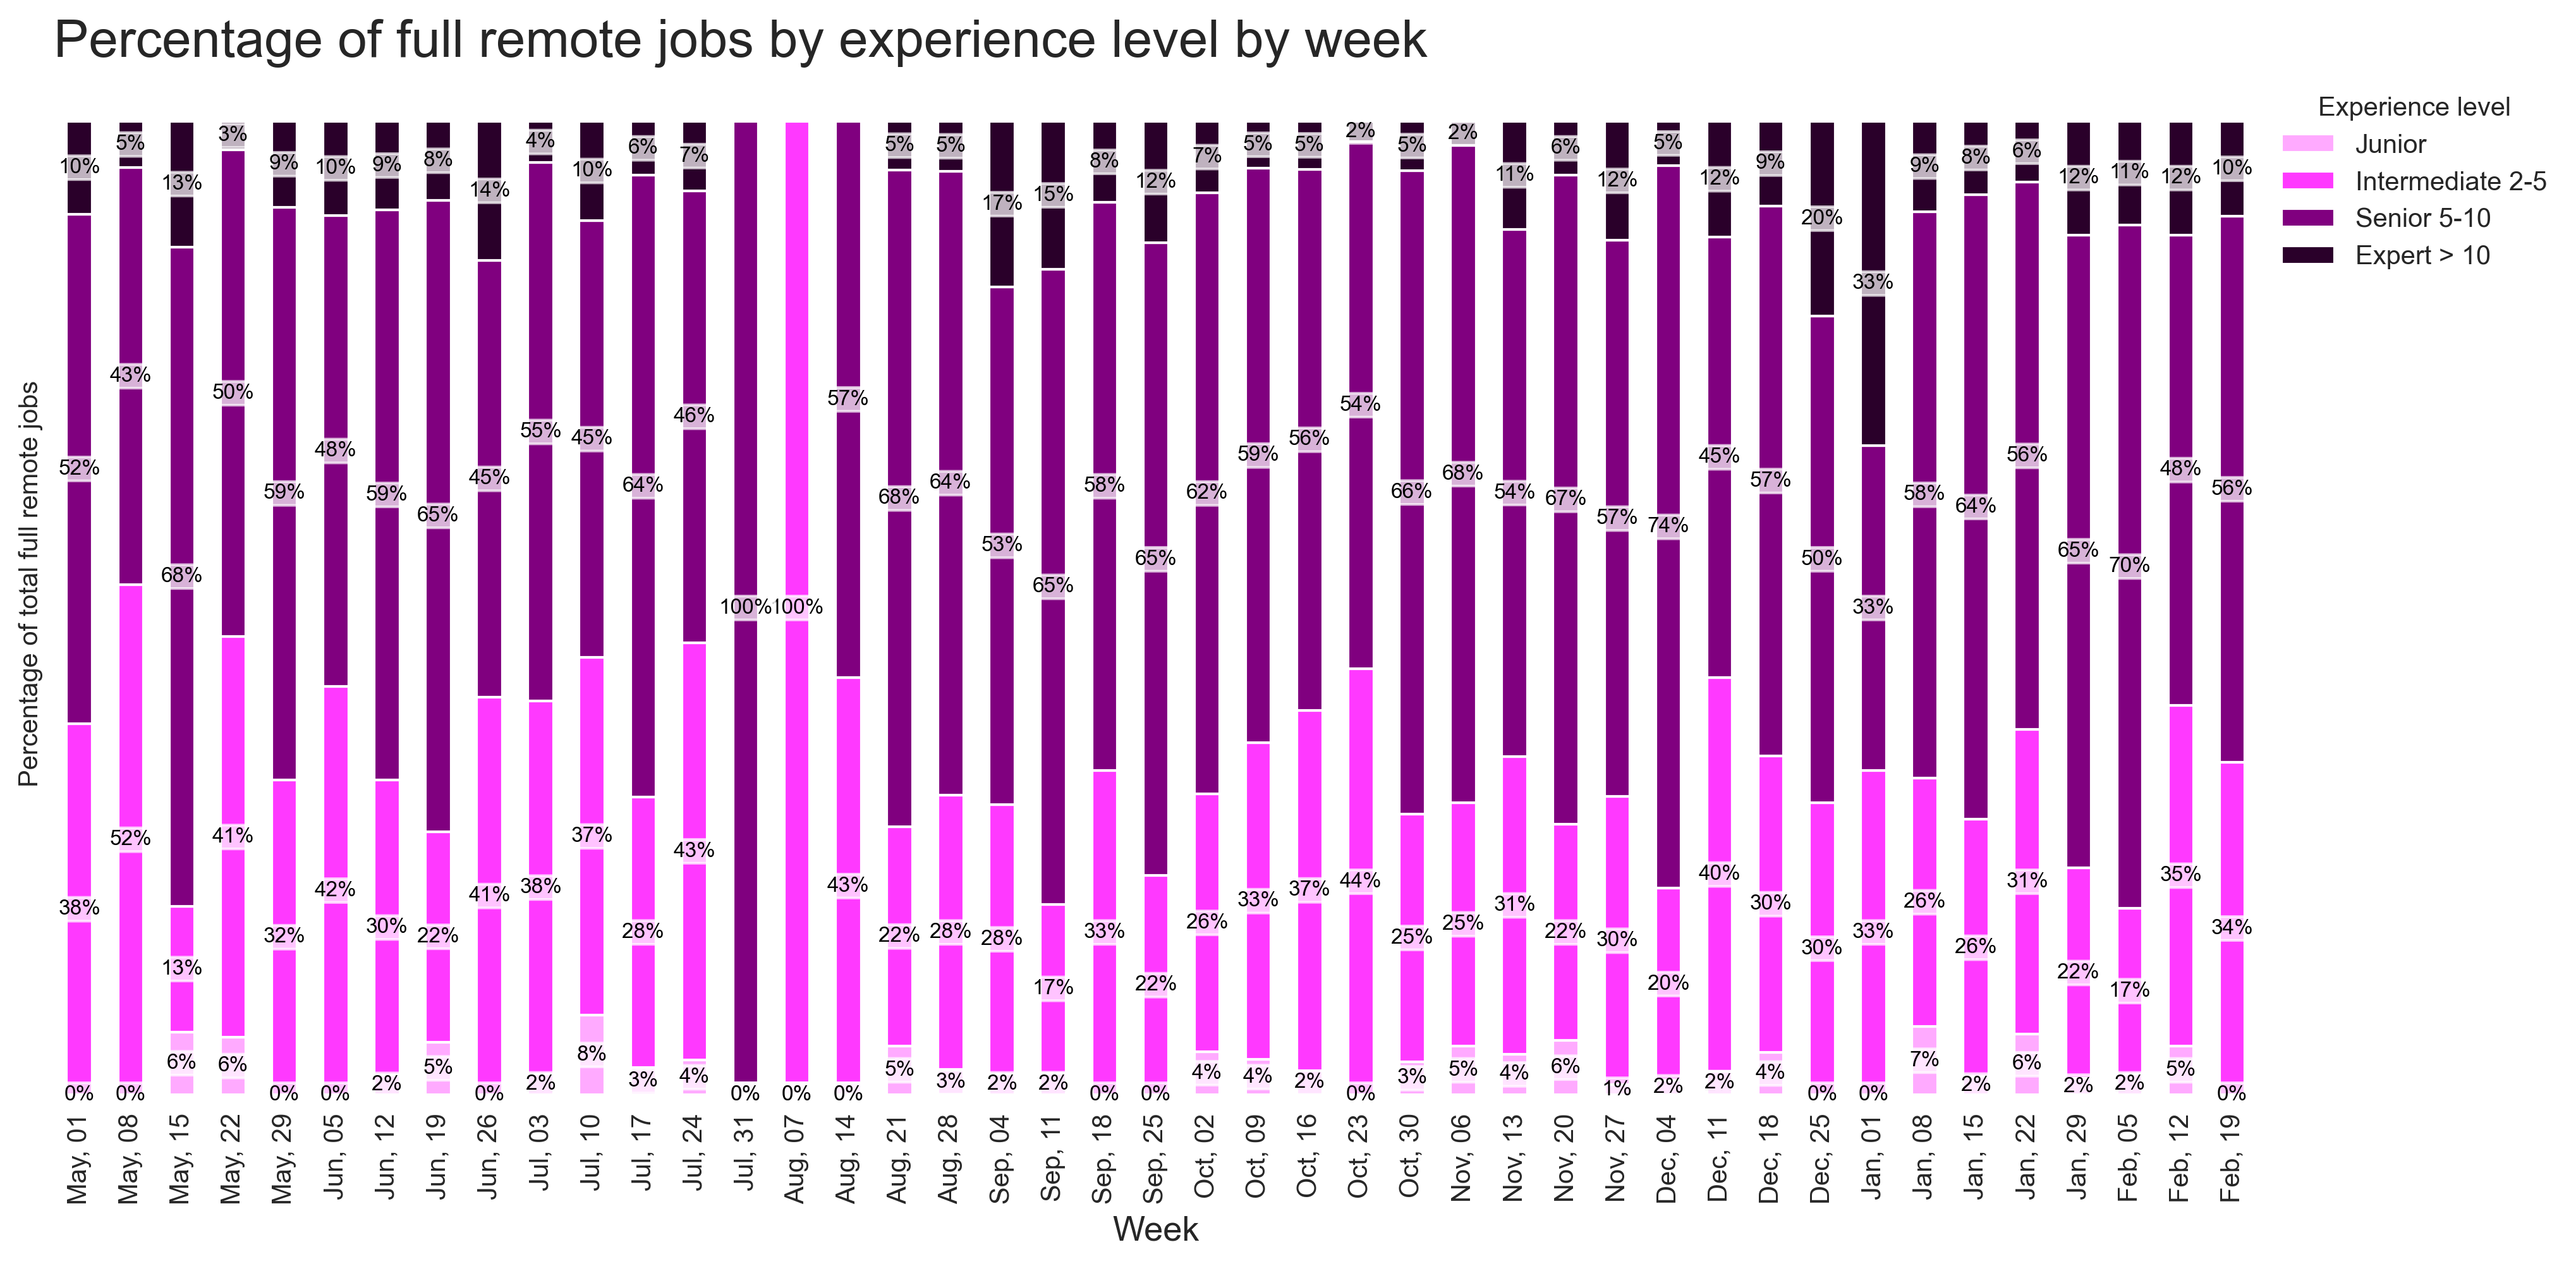 Percentage of full remote jobs by experience level by week
Experience level
Junior
Intermediate 2-5
Senior 5-10
Expert > 10
Percentage of total full remote jobs
10% 5% 13% 3% 9% 10% 9% 8% 14% 4% 10% 6% 7% 5% 5% 17% 15% 8% 12% 7% 5% 5% 2% 5% 2% 11% 6% 12% 5% 12% 9% 20% 33% 9% 8% 6% 12% 11% 12% 10%
52% 43% 68% 50% 59% 48% 59% 65% 45% 55% 45% 64% 46% 100% 57% 68% 64% 53% 65% 58% 65% 62% 59% 56% 54% 66% 68% 54% 67% 57% 74% 45% 57% 50% 33% 58% 64% 56% 65% 70% 48% 56%
38% 52% 13% 41% 32% 42% 30% 22% 41% 38% 37% 28% 43% 100% 43% 22% 28% 28% 17% 33% 22% 26% 33% 37% 44% 25% 25% 31% 22% 30% 20% 40% 30% 30% 33% 26% 26% 31% 22% 17% 35% 34%
0% 0% 6% 6% 0% 0% 2% 5% 0% 2% 8% 3% 4% 0% 0% 0% 5% 3% 2% 2% 0% 0% 4% 4% 2% 0% 3% 5% 4% 6% 1% 2% 2% 4% 0% 0% 7% 2% 6% 2% 2% 5% 0%
May, 01
May, 08
May, 15
May, 22
May, 29
Jun, 05
Jun, 12
Jun, 19
Jun, 26
Jul, 03
Jul, 10
Jul, 17
Jul, 24
Jul, 31
Aug, 07
Aug, 14
Aug, 21
Aug, 28
Sep, 04
Sep, 11
Sep, 18
Sep, 25
Oct, 02
Oct, 09
Oct, 16
Oct, 23
Oct, 30
Nov, 06
Nov, 13
Nov, 20
Nov, 27
Dec, 04
Dec, 11
Dec, 18
Dec, 25
Jan, 01
Jan, 08
Jan, 15
Jan, 22
Jan, 29
Feb, 05
Feb, 12
Feb, 19
Week